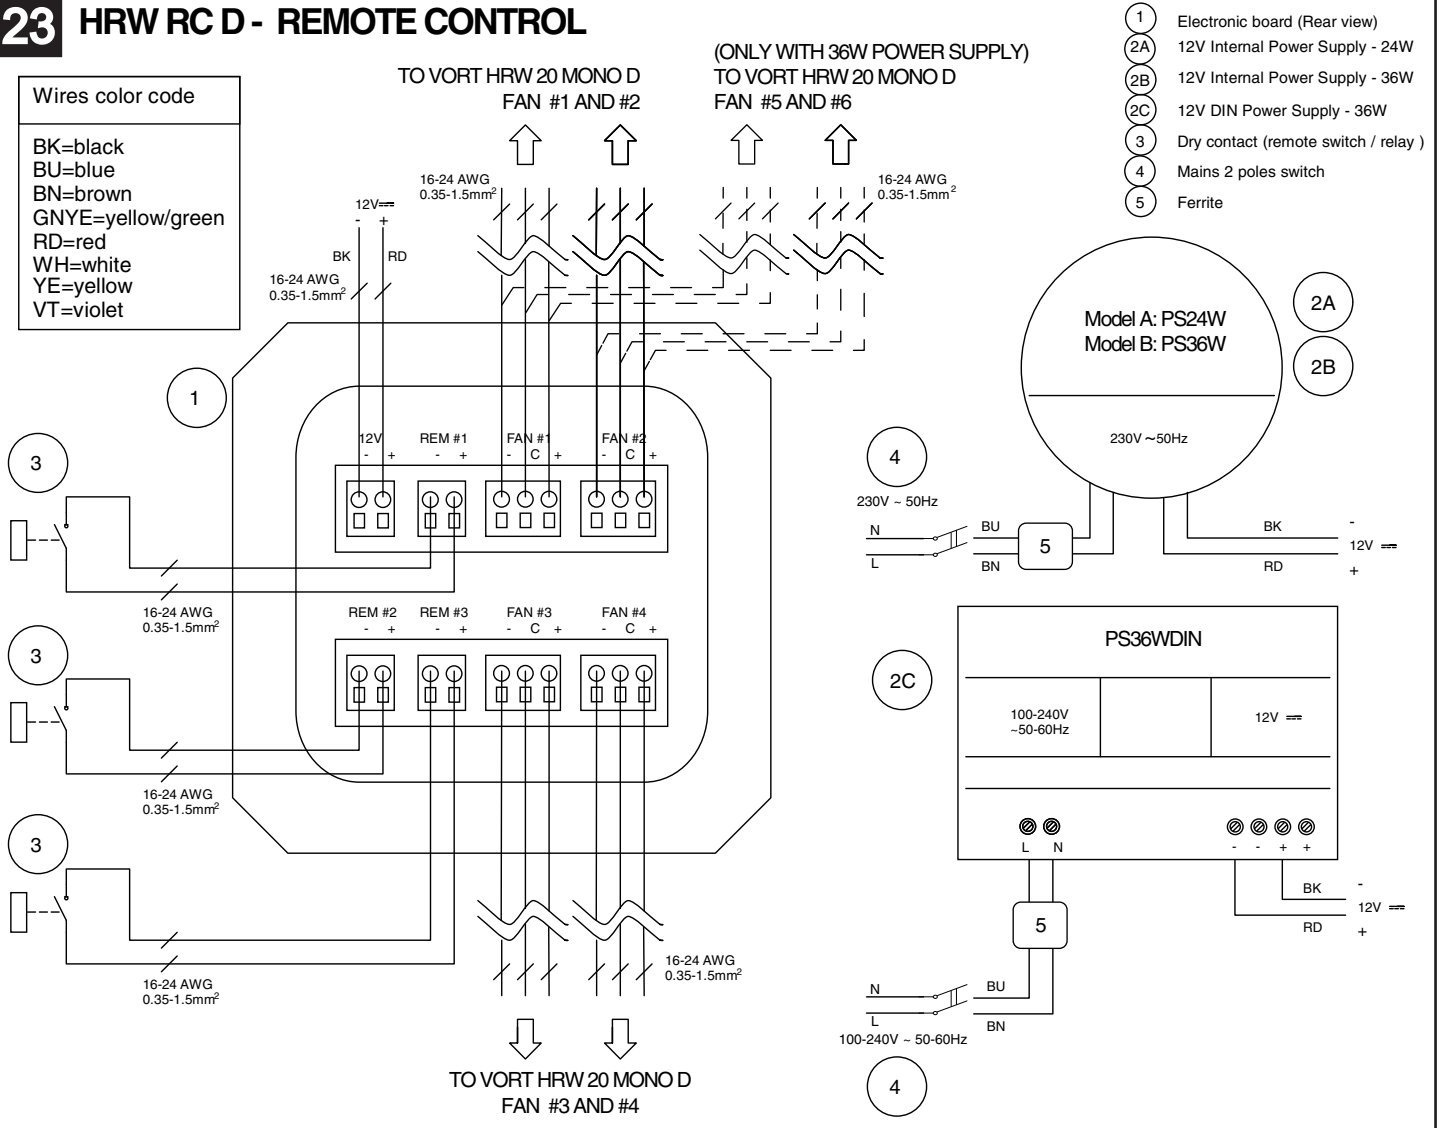 23 HRW RC D - REMOTE CONTROL
Wires color code
BK=black
BU=blue
BN=brown
GNYE=yellow/green
RD=red
WH=white
YE=yellow
VT=violet
TO VORT HRW 20 MONO D
FAN #1 AND #2
(ONLY WITH 36W POWER SUPPLY)
TO VORT HRW 20 MONO D
FAN #5 AND #6
1 Electronic board (Rear view)
2A 12V Internal Power Supply - 24W
2B 12V Internal Power Supply - 36W
2C 12V DIN Power Supply - 36W
3 Dry contact (remote switch / relay )
4 Mains 2 poles switch
5 Ferrite
16-24 AWG
0.35-1.5mm²
16-24 AWG
0.35-1.5mm²
12V
- +
BK RD
16-24 AWG
0.35-1.5mm²
1
12V REM #1 FAN #1 FAN #2
- + - + - C + - C +
3
16-24 AWG
0.35-1.5mm²
REM #2 REM #3 FAN #3 FAN #4
- + - + - C + - C +
3
16-24 AWG
0.35-1.5mm²
3
16-24 AWG
0.35-1.5mm²
16-24 AWG
0.35-1.5mm²
TO VORT HRW 20 MONO D
FAN #3 AND #4
Model A: PS24W
Model B: PS36W
2A
2B
230V ~50Hz
4
230V ~ 50Hz
N BU
L BN
5
BK -
12V
RD +
2C
PS36WDIN
100-240V
~50-60Hz
12V
L N - - + +
5
BK -
12V
RD +
N BU
L BN
100-240V ~ 50-60Hz
4